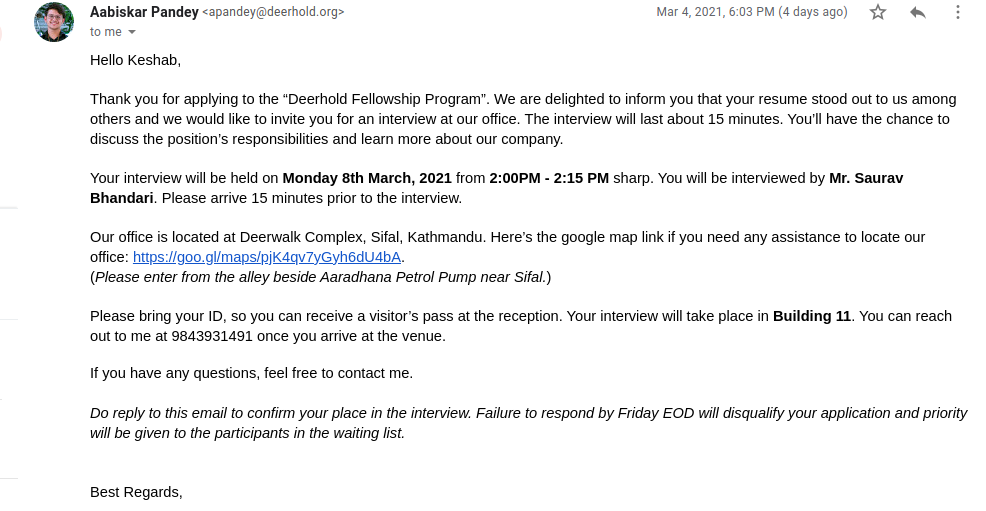 Aabiskar Pandey <apandey@deerhold.org>
Mar 4, 2021, 6:03 PM (4 days ago)
to me
Hello Keshab,
Thank you for applying to the “Deerhold Fellowship Program”. We are delighted to inform you that your resume stood out to us among
others and we would like to invite you for an interview at our office. The interview will last about 15 minutes. You’ll have the chance to
discuss the position’s responsibilities and learn more about our company.
Your interview will be held on Monday 8th March, 2021 from 2:00PM - 2:15 PM sharp. You will be interviewed by Mr. Saurav
Bhandari. Please arrive 15 minutes prior to the interview.
Our office is located at Deerwalk Complex, Sifal, Kathmandu. Here’s the google map link if you need any assistance to locate our
office: https://goo.gl/maps/pjK4qv7yGyh6dU4bA.
(Please enter from the alley beside Aaradhana Petrol Pump near Sifal.)
Please bring your ID, so you can receive a visitor’s pass at the reception. Your interview will take place in Building 11. You can reach
out to me at 9843931491 once you arrive at the venue.
If you have any questions, feel free to contact me.
Do reply to this email to confirm your place in the interview. Failure to respond by Friday EOD will disqualify your application and priority
will be given to the participants in the waiting list.
Best Regards,